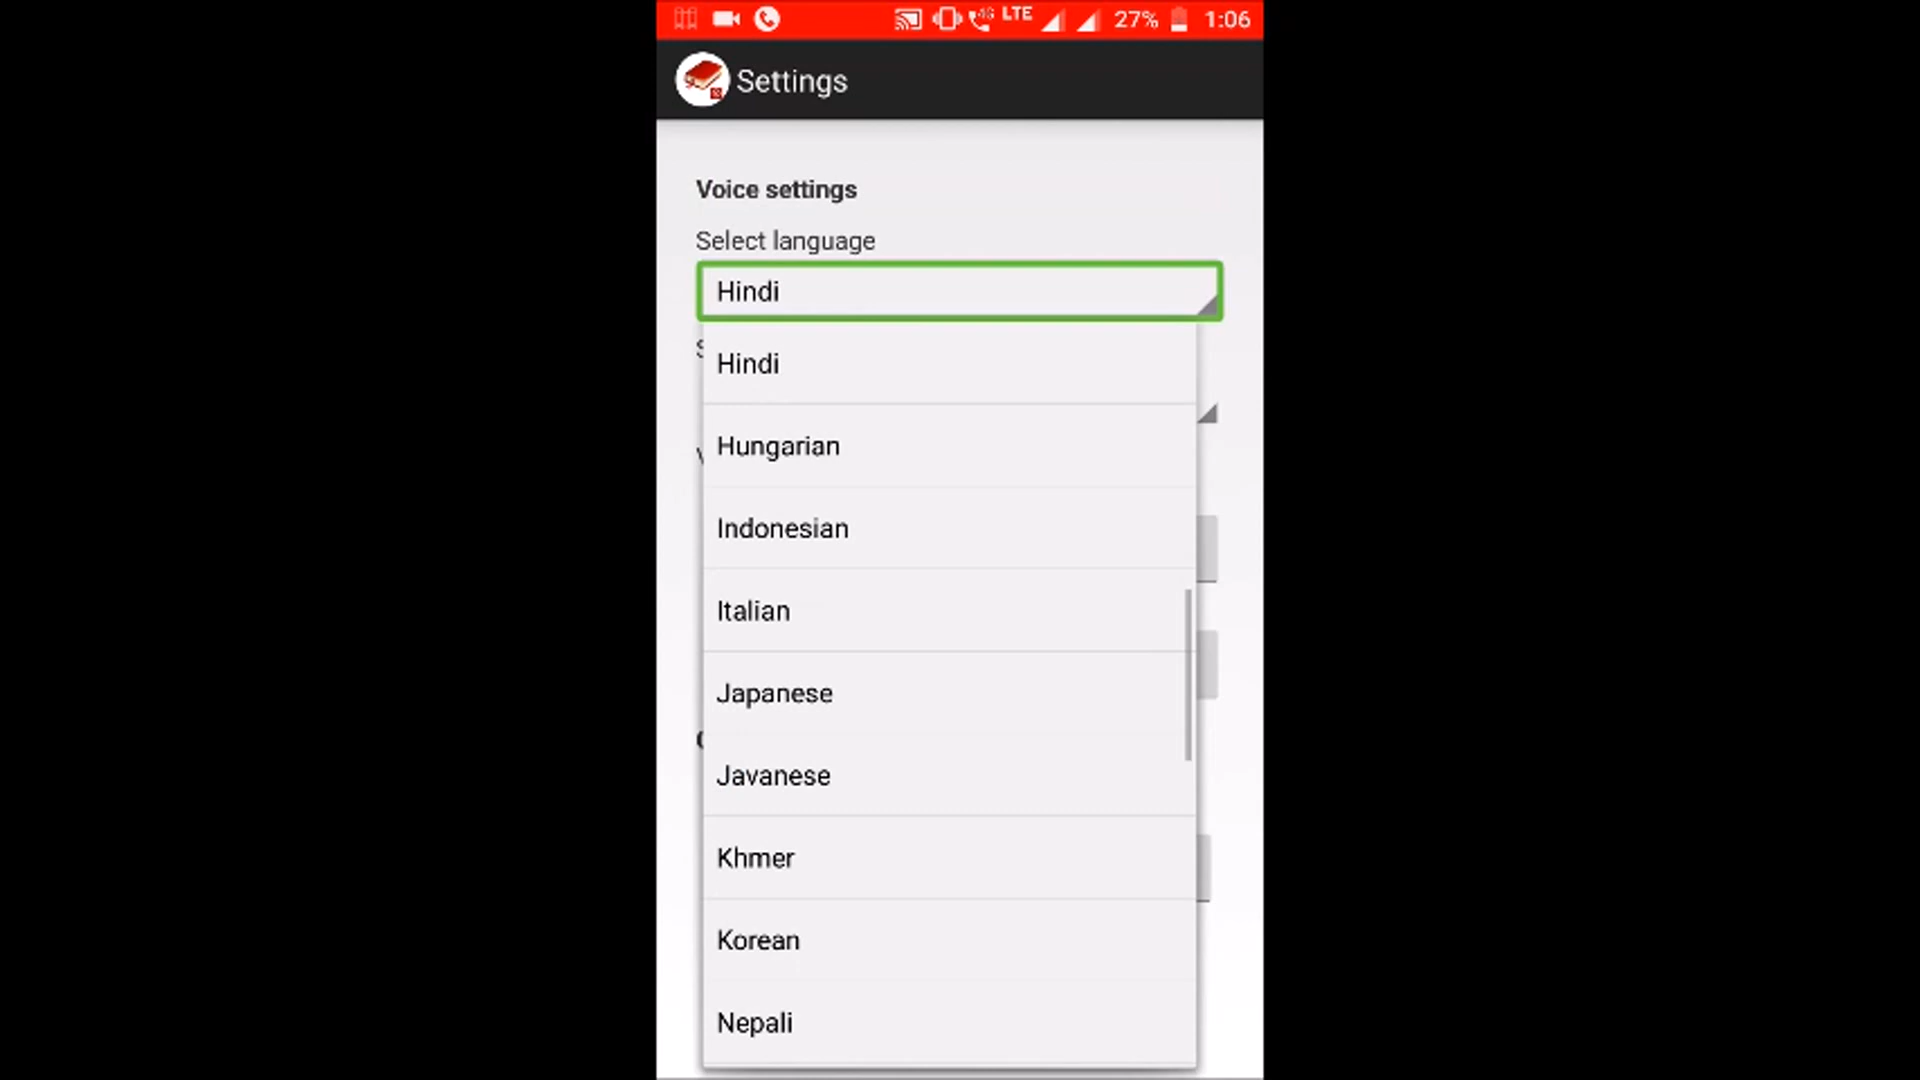 4G LTE 27% 1:06
Settings
Voice settings
Select language
Hindi
Hindi
Hungarian
Indonesian
Italian
Japanese
Javanese
Khmer
Korean
Nepali